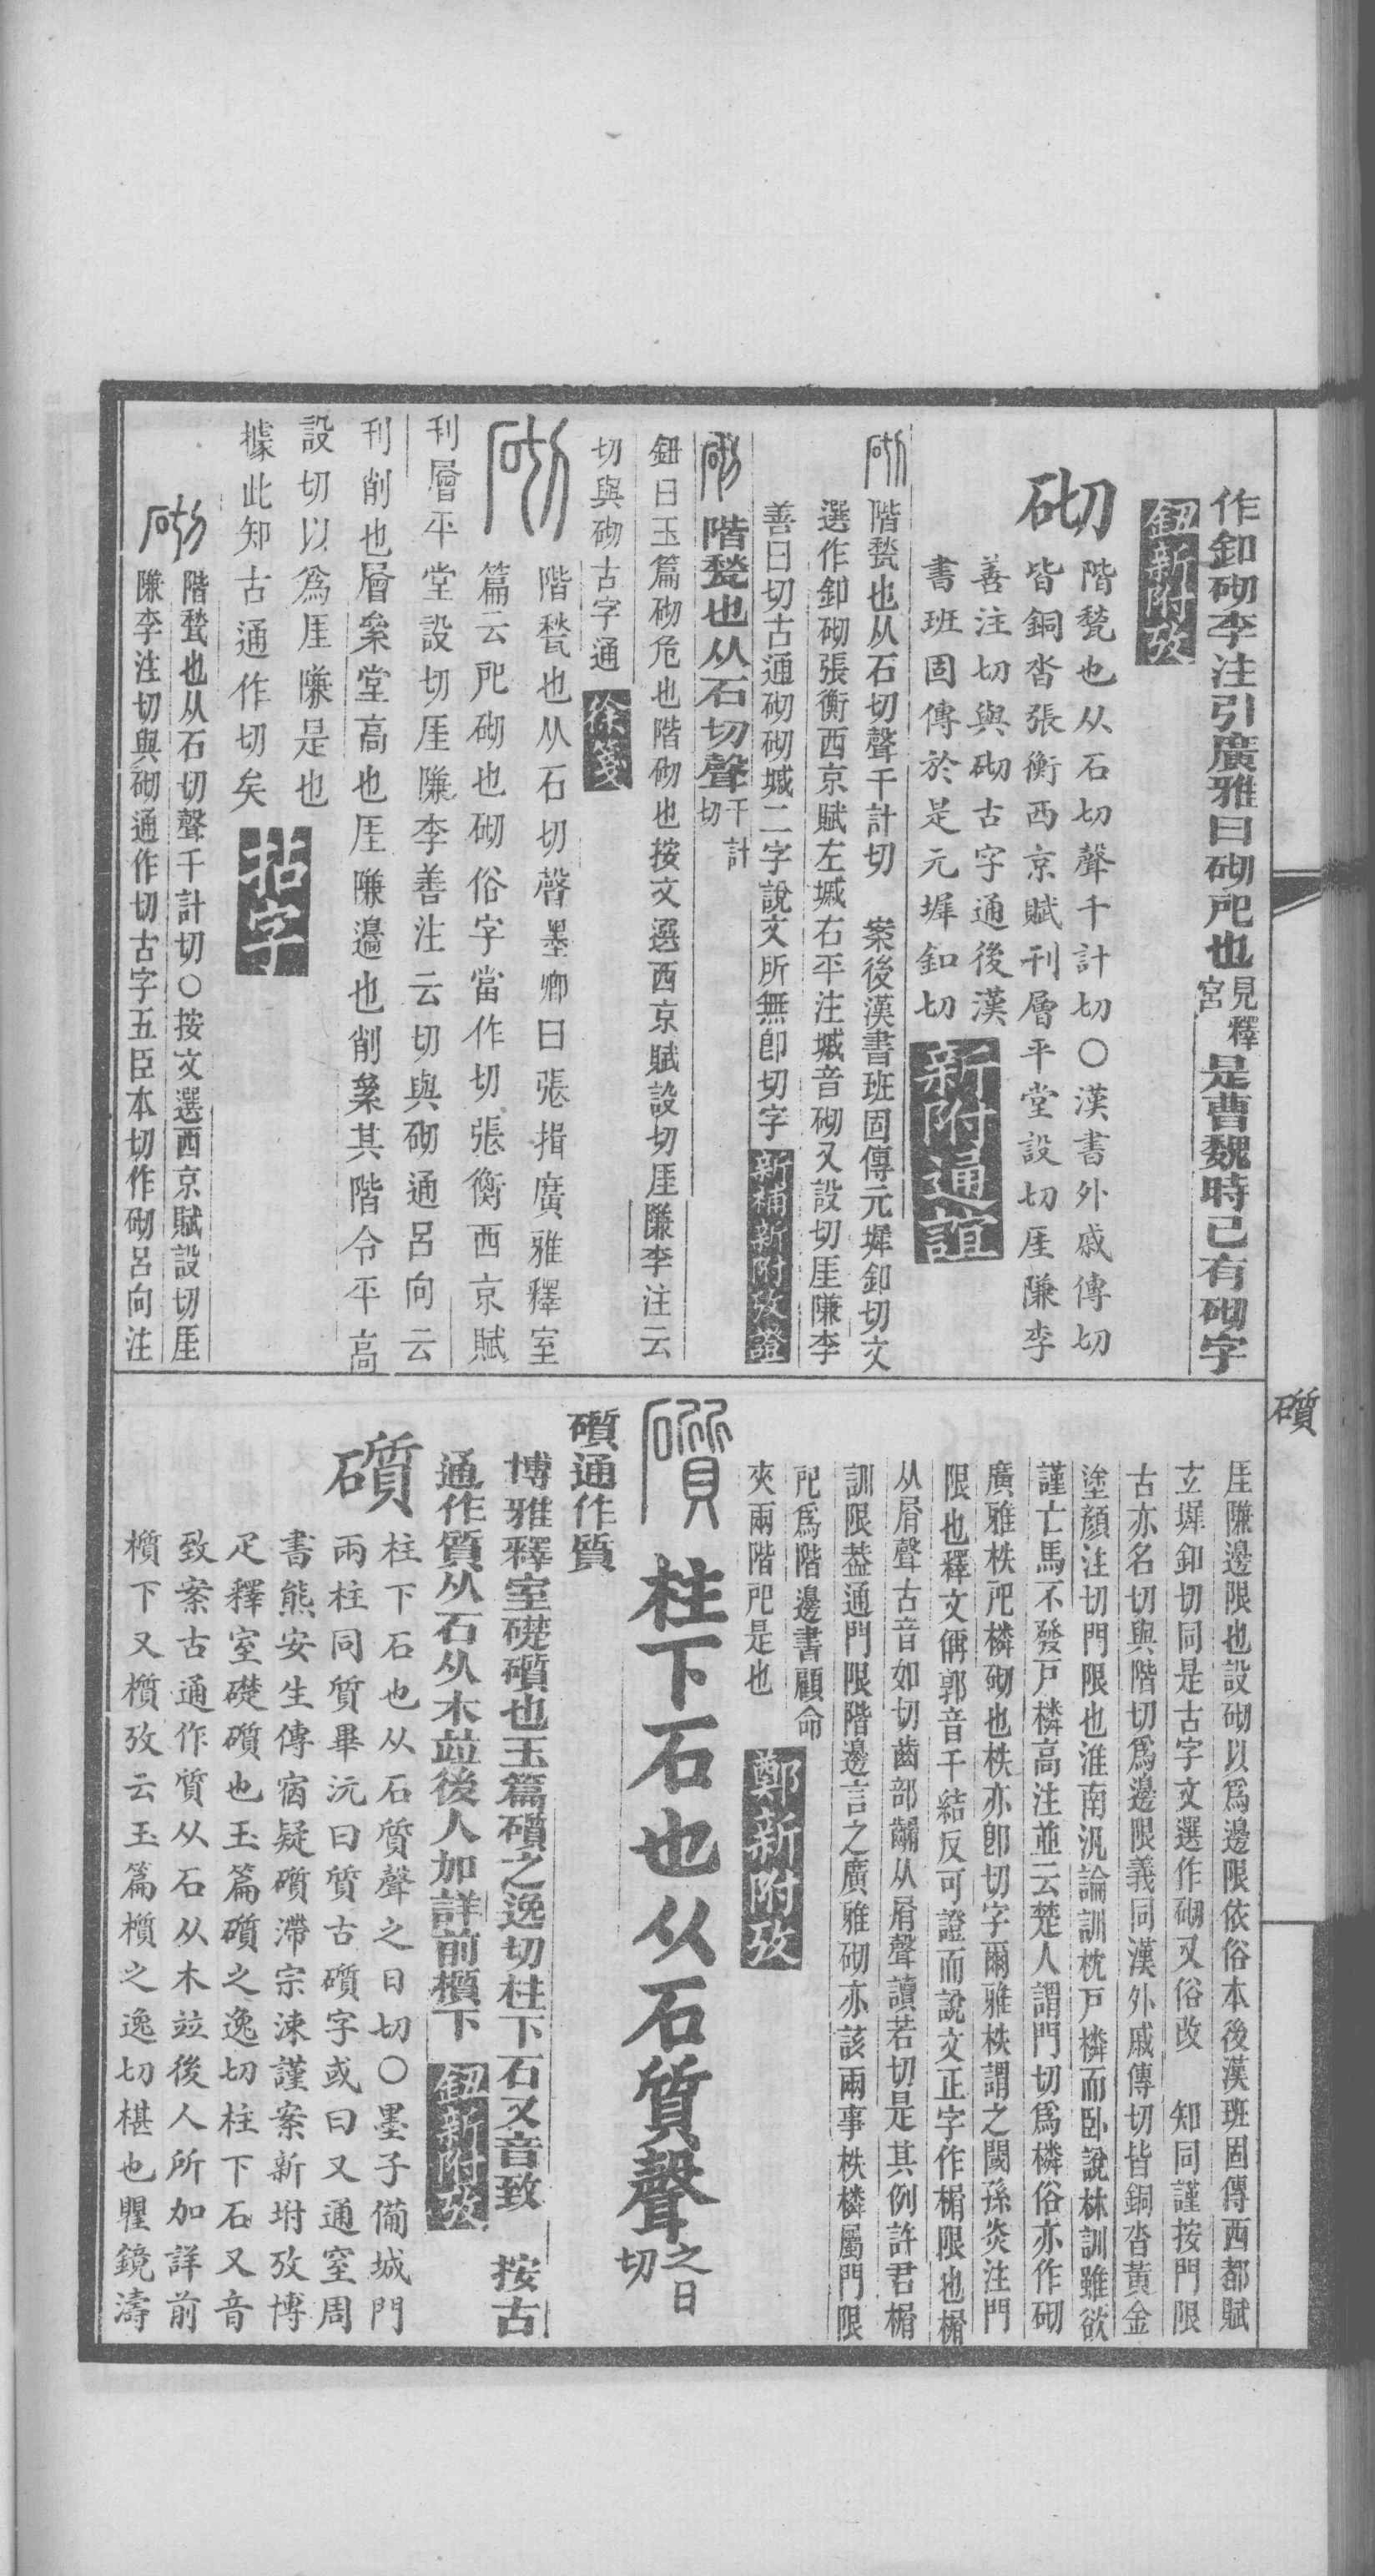 作釦砌李注引廣雅曰砌戺也見釋宮是曹魏時已有砌字
鈕新附攷
砌
階甃也从石切聲千計切〇漢書外戚傳切
皆銅沓張衡西京賦刊層平堂設切厓隒李
善注切與砌古字通後漢
書班固傳於是元墀釦切
新附通誼
砌
階甃也从石切聲千計切 案後漢書班固傳元墀釦切文
選作釦砌張衡西京賦左墄右平注墄音砌又設切厓隒李
善曰切古通砌砌墄二字說文所無卽切字
新補新附攷證
砌
階甃也从石切聲千計切
鈕曰玉篇砌危也階砌也按文選西京賦設切厓隒李注云
切與砌古字通
徐箋
砌
階甃也从石切聲墨卿曰張揖廣雅釋室
篇云戺砌也砌俗字當作切張衡西京賦
刊層平堂設切厓隒李善注云切與砌通呂向云
刊削也層絫堂高也厓隒邊也削絫其階令平高
設切以爲厓隒是也
據此知古通作切矣
拈字
砌
階甃也从石切聲千計切〇按文選西京賦設切厓
隒李注切與砌通作切古字五臣本切作砌呂向注
礩
厓隒邊限也設砌以爲邊限依俗本後漢班固傳西都賦
玄墀釦切同是古字文選作砌又俗改 知同謹按門限
古亦名切與階切爲邊限義同漢外戚傳切皆銅沓黃金
塗顏注切門限也淮南氾論訓枕戸橉而臥說林訓雖欲
謹亡馬不發戸橉高注並云楚人謂門切爲橉俗亦作砌
廣雅柣戺橉砌也柣亦卽切字爾雅柣謂之閾孫炎注門
限也釋文偁郭音千結反可證而說文正字作榍限也榍
从屑聲古音如切齒部𪙉从屑聲讀若切是其例許君榍
訓限葢通門限階邊言之廣雅砌亦該兩事柣橉屬門限
戺爲階邊書顧命
夾兩階戺是也
鄭新附攷
礩
柱下石也从石質聲之日切
礩通作質
博雅釋室礎礩也玉篇礩之逸切柱下石又音致 按古
通作質从石从木竝後人加詳前櫍下
鈕新附攷
礩
柱下石也从石質聲之日切〇墨子備城門
兩柱同質畢沅曰質古礩字或曰又通窒周
書熊安生傳宿疑礩滯宗涑謹案新坿攷博
疋釋室礎礩也玉篇礩之逸切柱下石又音
致案古通作質从石从木竝後人所加詳前
櫍下又櫍攷云玉篇櫍之逸切椹也瞿鏡濤